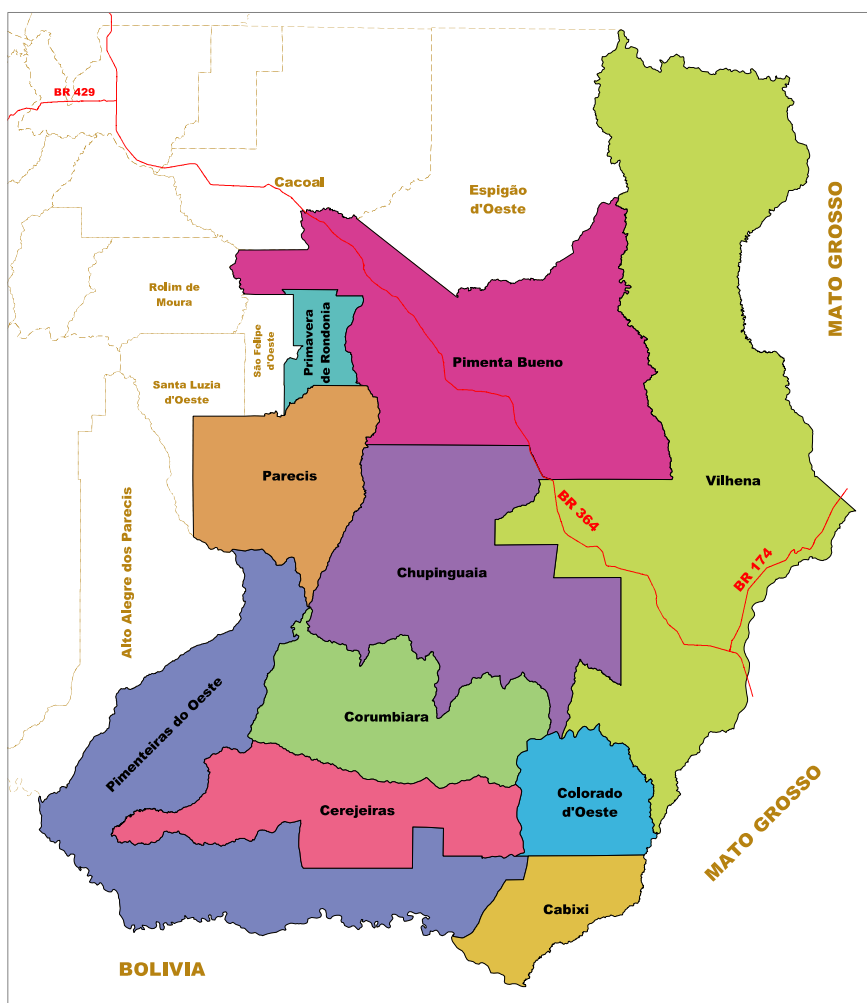 BR 429
Cacoal
Espigão
d'Oeste
MATO GROSSO
Rolim de
Moura
São Felipe
d'Oeste
Primavera
de Rondonia
Pimenta Bueno
Santa Luzia
d'Oeste
Parecis
Vilhena
BR 364
BR 174
Chupinguaia
Alto Alegre dos Parecis
Pimenteiras do Oeste
Corumbiara
Cerejeiras
Colorado
d'Oeste
MATO GROSSO
Cabixi
BOLIVIA